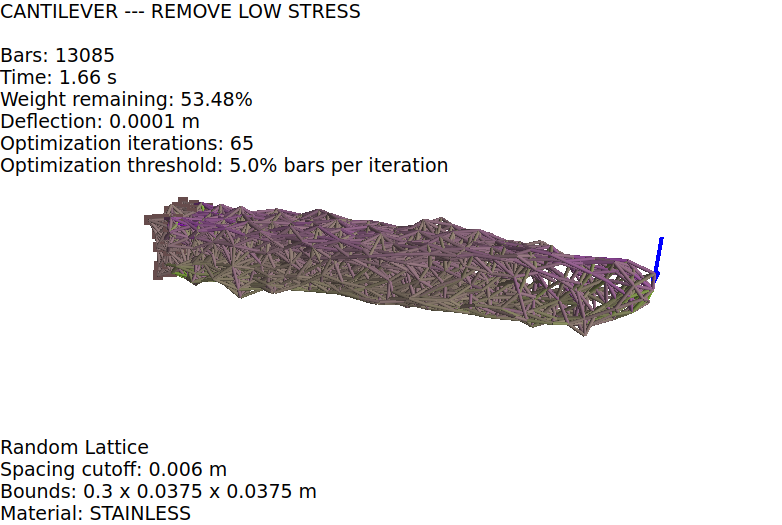 CANTILEVER --- REMOVE LOW STRESS
Bars: 13085
Time: 1.66 s
Weight remaining: 53.48%
Deflection: 0.0001 m
Optimization iterations: 65
Optimization threshold: 5.0% bars per iteration
Random Lattice
Spacing cutoff: 0.006 m
Bounds: 0.3 x 0.0375 x 0.0375 m
Material: STAINLESS